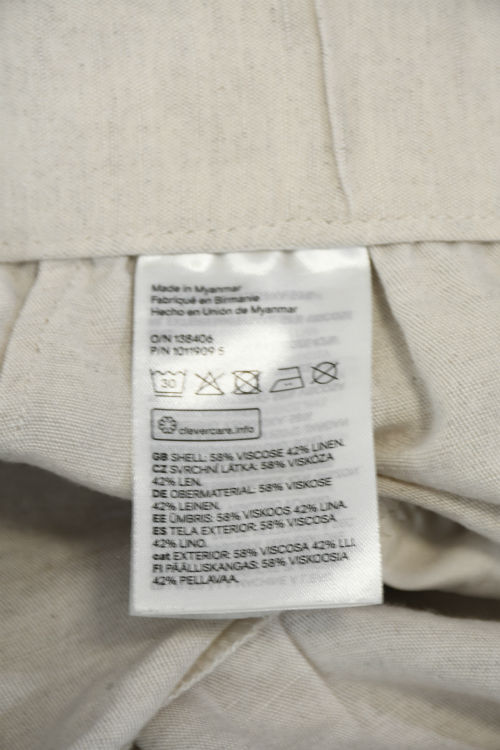 Made in Myanmar
Fabriqué en Birmanie
Hecho en Unión de Myanmar
O/N 138406
P/N 1011909 5
30
clevercare.info
GB SHELL: 58% VISCOSE 42% LINEN.
CZ SVRCHNÍ LÁTKA: 58% VISKÓZA
42% LEN.
DE OBERMATERIAL: 58% VISKOSE
42% LEINEN.
EE ÜMBRIS: 58% VISKOOS 42% LINA.
ES TELA EXTERIOR: 58% VISCOSA
42% LINO.
cat EXTERIOR: 58% VISCOSA 42% LLI.
FI PÄÄLLISKANGAS: 58% VISKOOSIA
42% PELLAVAA.